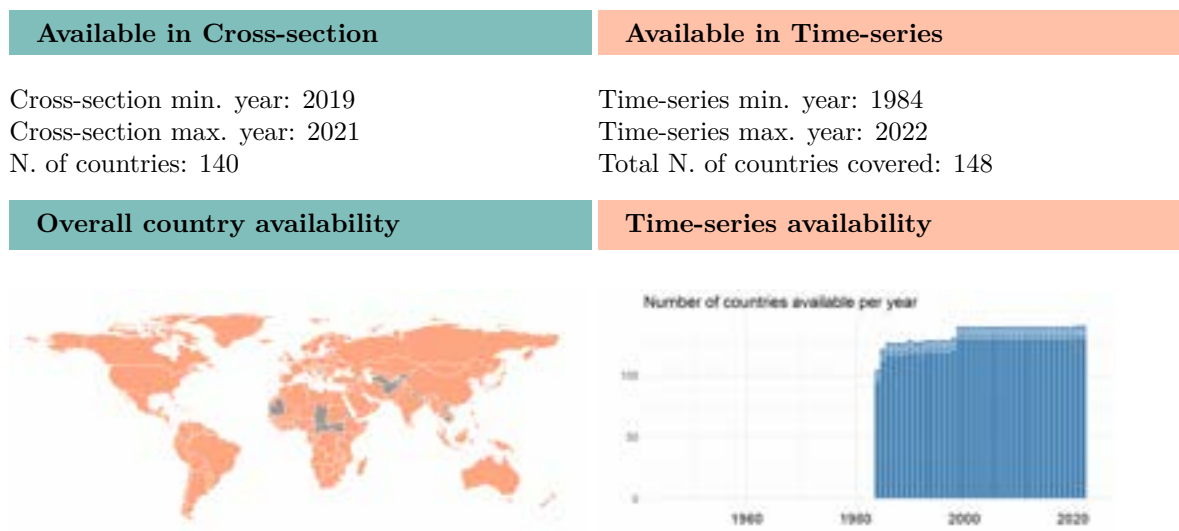 Available in Cross-section
Available in Time-series
Cross-section min. year: 2019
Cross-section max. year: 2021
N. of countries: 140
Time-series min. year: 1984
Time-series max. year: 2022
Total N. of countries covered: 148
Overall country availability
Time-series availability
Number of countries available per year
100
50
0
1960
1980
2000
2020